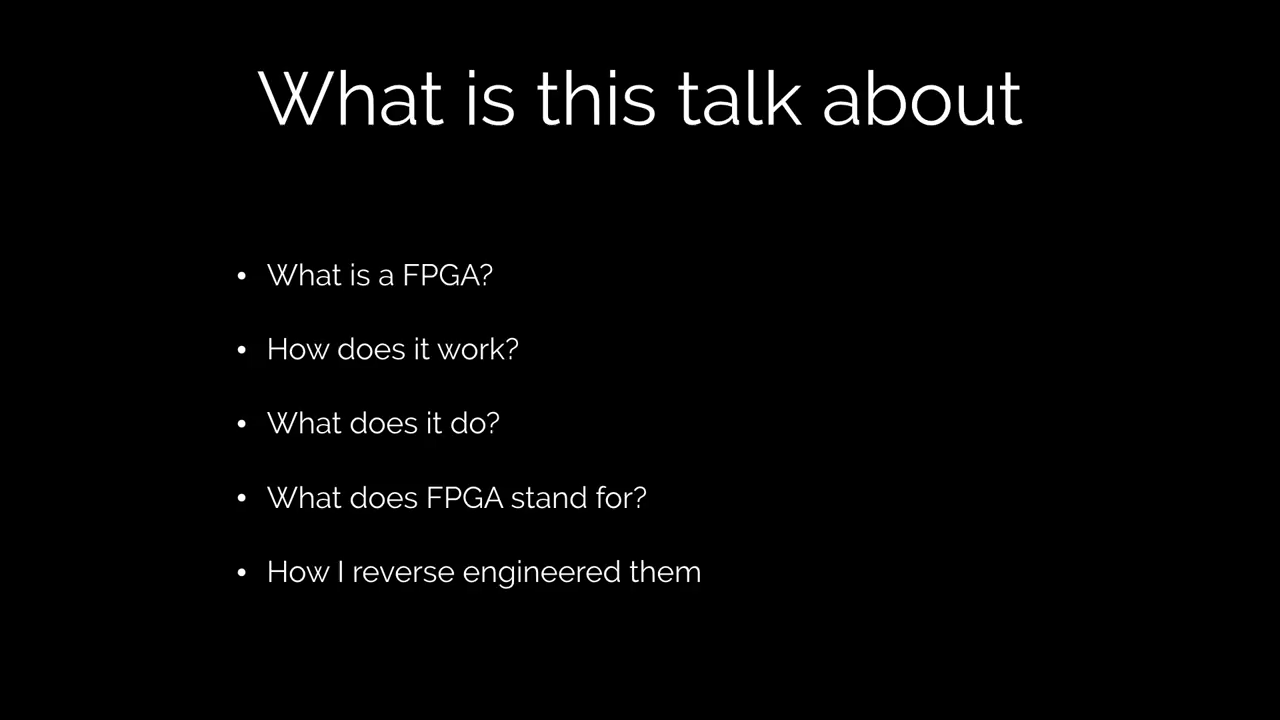 What is this talk about
• What is a FPGA?
• How does it work?
• What does it do?
• What does FPGA stand for?
• How I reverse engineered them